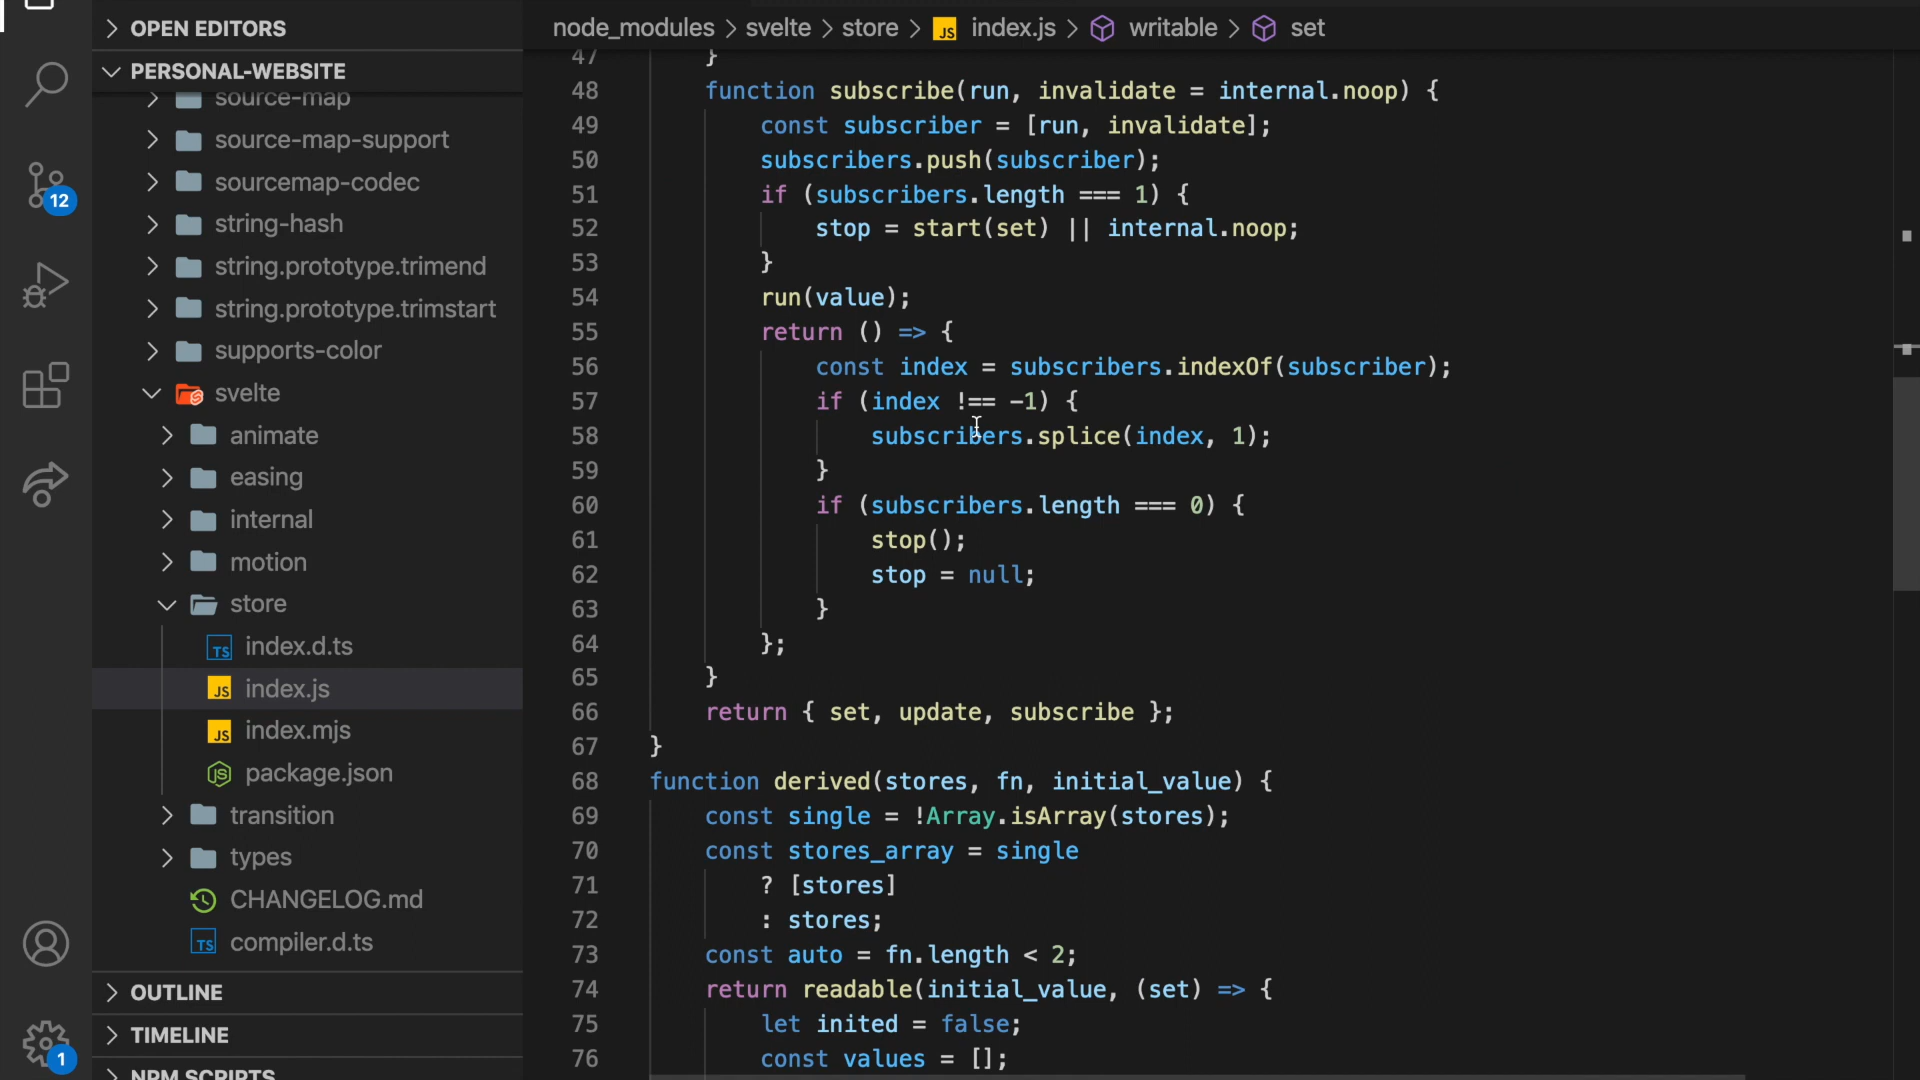 OPEN EDITORS
PERSONAL-WEBSITE
source-map
source-map-support
sourcemap-codec
string-hash
string.prototype.trimend
string.prototype.trimstart
supports-color
svelte
animate
easing
internal
motion
store
TS index.d.ts
JS index.js
JS index.mjs
JS package.json
transition
types
CHANGELOG.md
TS compiler.d.ts
OUTLINE
TIMELINE
NPM SCRIPTS
12
1
node_modules > svelte > store > JS index.js > writable > set
47 }
48 function subscribe(run, invalidate = internal.noop) {
49 const subscriber = [run, invalidate];
50 subscribers.push(subscriber);
51 if (subscribers.length === 1) {
52 stop = start(set) || internal.noop;
53 }
54 run(value);
55 return () => {
56 const index = subscribers.indexOf(subscriber);
57 if (index !== -1) {
58 subscribers.splice(index, 1);
59 }
60 if (subscribers.length === 0) {
61 stop();
62 stop = null;
63 }
64 };
65 }
66 return { set, update, subscribe };
67 }
68 function derived(stores, fn, initial_value) {
69 const single = !Array.isArray(stores);
70 const stores_array = single
71 ? [stores]
72 : stores;
73 const auto = fn.length < 2;
74 return readable(initial_value, (set) => {
75 let inited = false;
76 const values = [];